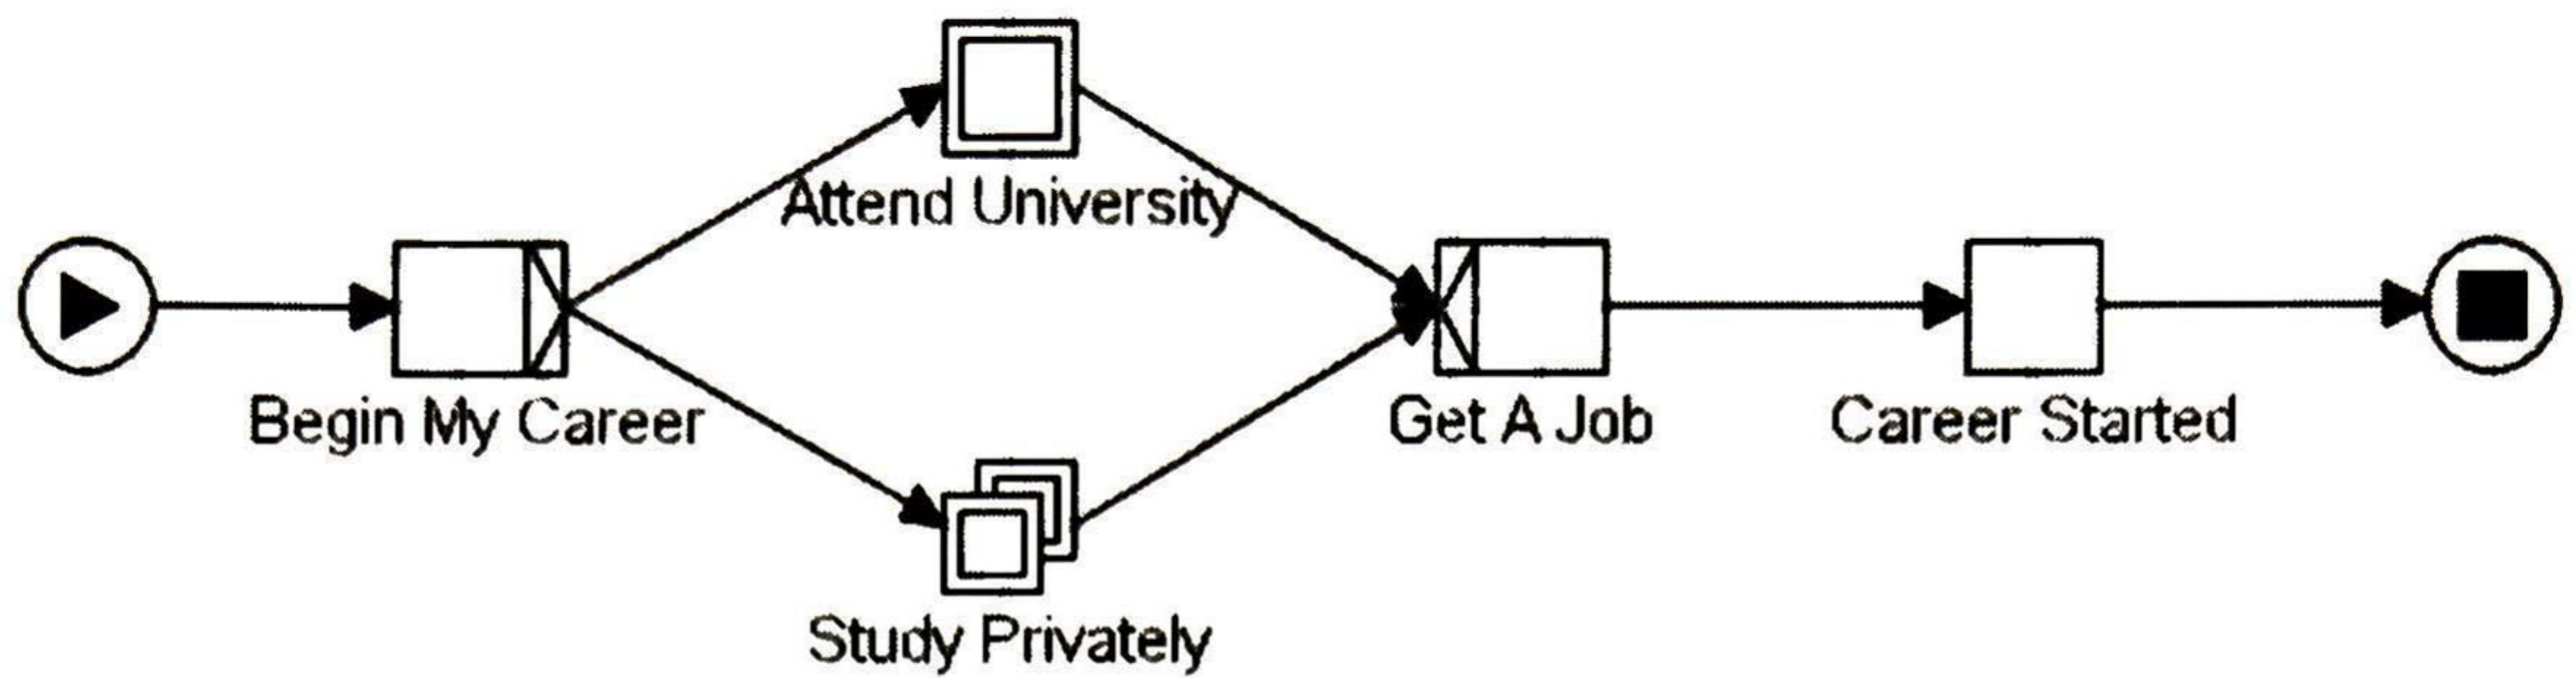 Attend University
Begin My Career
Get A Job
Career Started
Study Privately